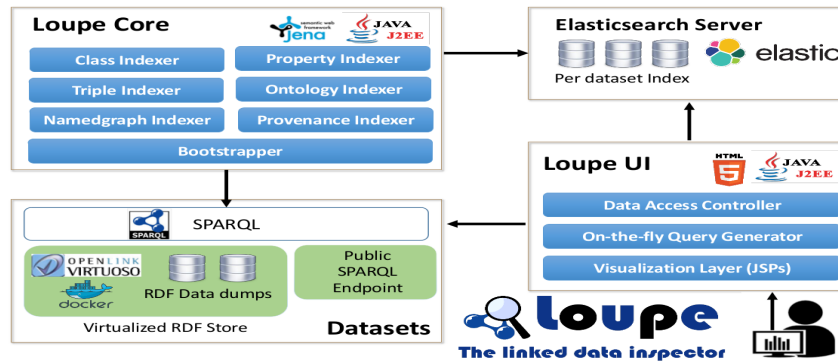 Loupe Core
semantic web
framework
jena
JAVA
J2EE
Class Indexer
Property Indexer
Triple Indexer
Ontology Indexer
Namedgraph Indexer
Provenance Indexer
Bootstrapper
Elasticsearch Server
elastic
Per dataset Index
Loupe UI
HTML
5
JAVA
J2EE
Data Access Controller
On-the-fly Query Generator
Visualization Layer (JSPs)
SPARQL
SPARQL
OPENLINK
VIRTUOSO
docker
RDF Data dumps
Public
SPARQL
Endpoint
Virtualized RDF Store
Datasets
Loupe
The linked data inspector